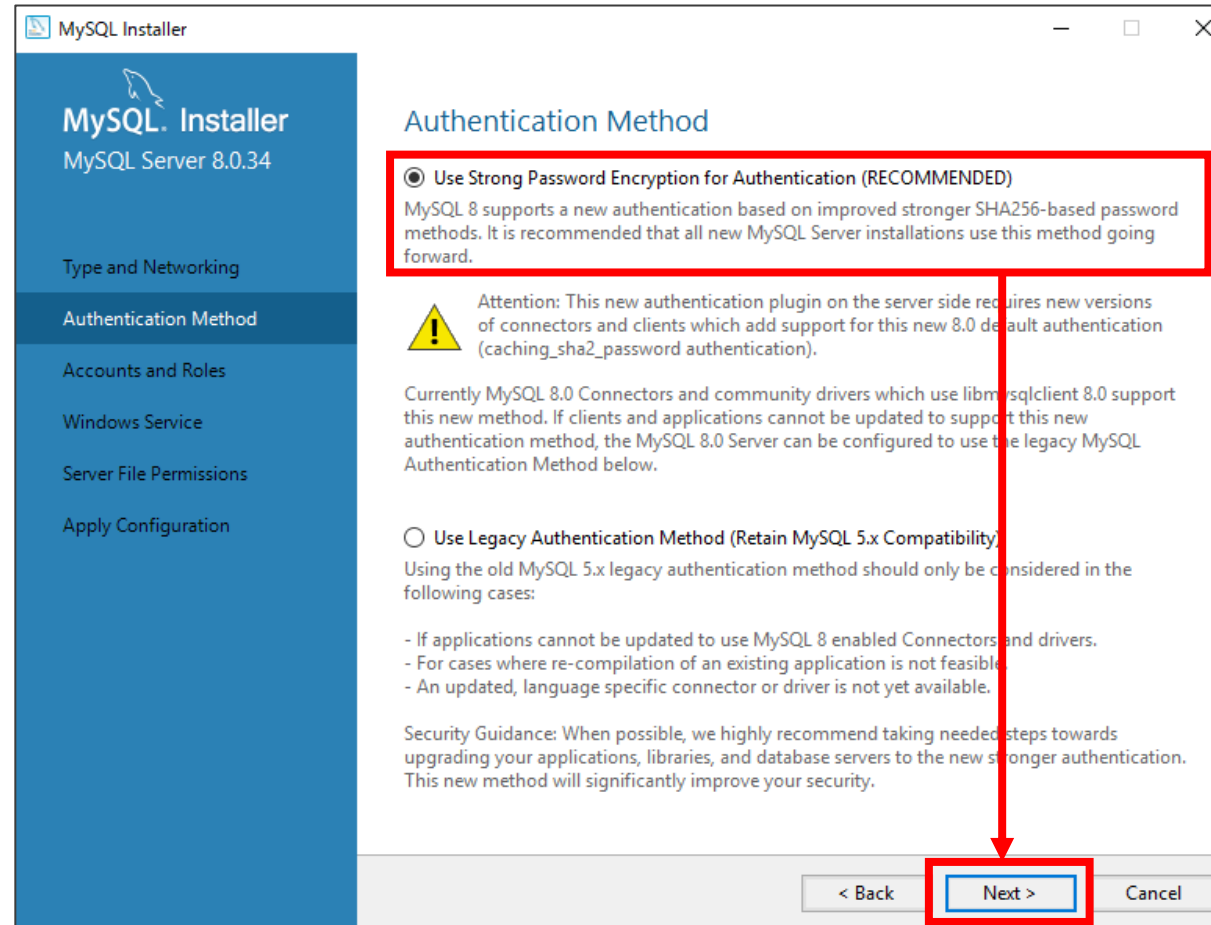 MySQL Installer
MySQL. Installer
MySQL Server 8.0.34
Type and Networking
Authentication Method
Accounts and Roles
Windows Service
Server File Permissions
Apply Configuration
Authentication Method
Use Strong Password Encryption for Authentication (RECOMMENDED)
MySQL 8 supports a new authentication based on improved stronger SHA256-based password
methods. It is recommended that all new MySQL Server installations use this method going
forward.
Attention: This new authentication plugin on the server side requires new versions
of connectors and clients which add support for this new 8.0 default authentication
(caching_sha2_password authentication).
Currently MySQL 8.0 Connectors and community drivers which use libmysqlclient 8.0 support
this new method. If clients and applications cannot be updated to support this new
authentication method, the MySQL 8.0 Server can be configured to use the legacy MySQL
Authentication Method below.
Use Legacy Authentication Method (Retain MySQL 5.x Compatibility)
Using the old MySQL 5.x legacy authentication method should only be considered in the
following cases:
- If applications cannot be updated to use MySQL 8 enabled Connectors and drivers.
- For cases where re-compilation of an existing application is not feasible.
- An updated, language specific connector or driver is not yet available.
Security Guidance: When possible, we highly recommend taking needed steps towards
upgrading your applications, libraries, and database servers to the new stronger authentication.
This new method will significantly improve your security.
< Back
Next >
Cancel